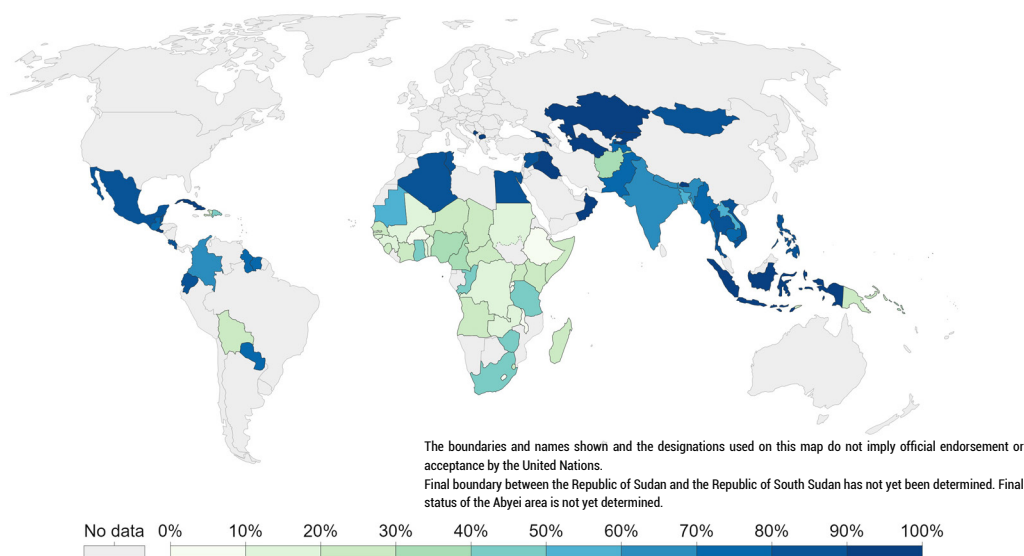 The boundaries and names shown and the designations used on this map do not imply official endorsement or
acceptance by the United Nations.
Final boundary between the Republic of Sudan and the Republic of South Sudan has not yet been determined. Final
status of the Abyei area is not yet determined.
No data 0% 10% 20% 30% 40% 50% 60% 70% 80% 90% 100%